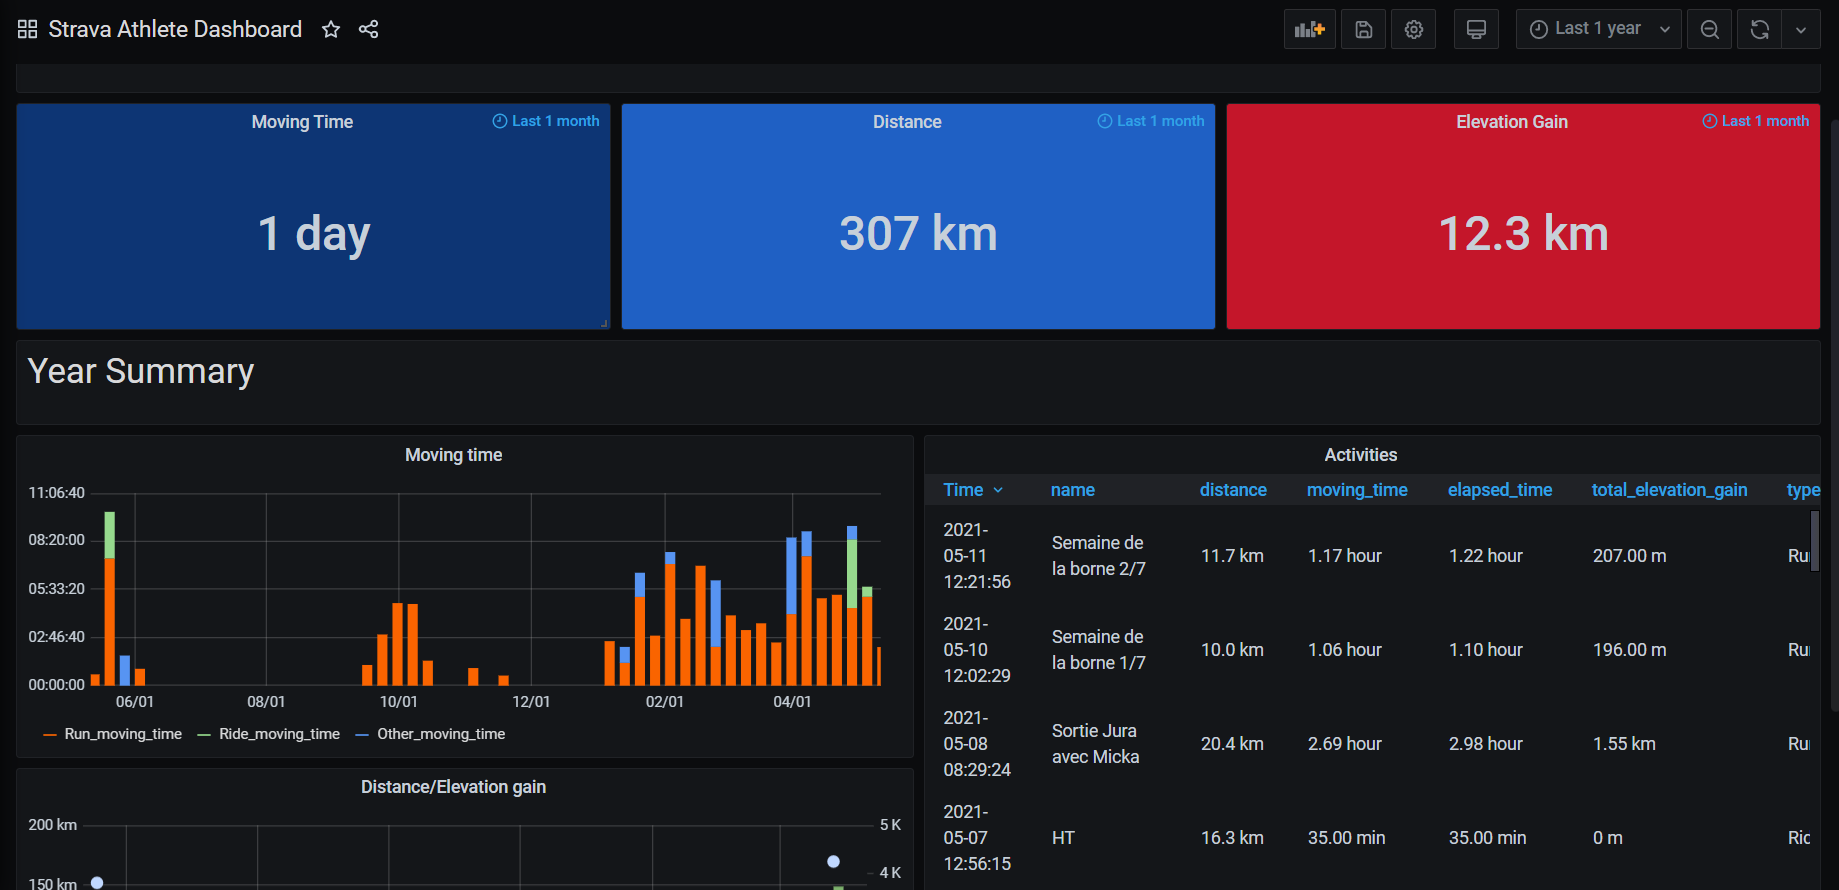 Strava Athlete Dashboard
Last 1 year
Moving Time
Last 1 month
Distance
Last 1 month
Elevation Gain
Last 1 month
1 day
307 km
12.3 km
Year Summary
Moving time
11:06:40
08:20:00
05:33:20
02:46:40
00:00:00
06/01 08/01 10/01 12/01 02/01 04/01
Run_moving_time Ride_moving_time Other_moving_time
Activities
Time name distance moving_time elapsed_time total_elevation_gain type
2021-
05-11
12:21:56
Semaine de
la borne 2/7
11.7 km 1.17 hour 1.22 hour 207.00 m Ru
2021-
05-10
12:02:29
Semaine de
la borne 1/7
10.0 km 1.06 hour 1.10 hour 196.00 m Ru
2021-
05-08
08:29:24
Sortie Jura
avec Micka
20.4 km 2.69 hour 2.98 hour 1.55 km Ru
2021-
05-07
12:56:15
HT
16.3 km 35.00 min 35.00 min 0 m Ric
Distance/Elevation gain
200 km
150 km
5 K
4 K